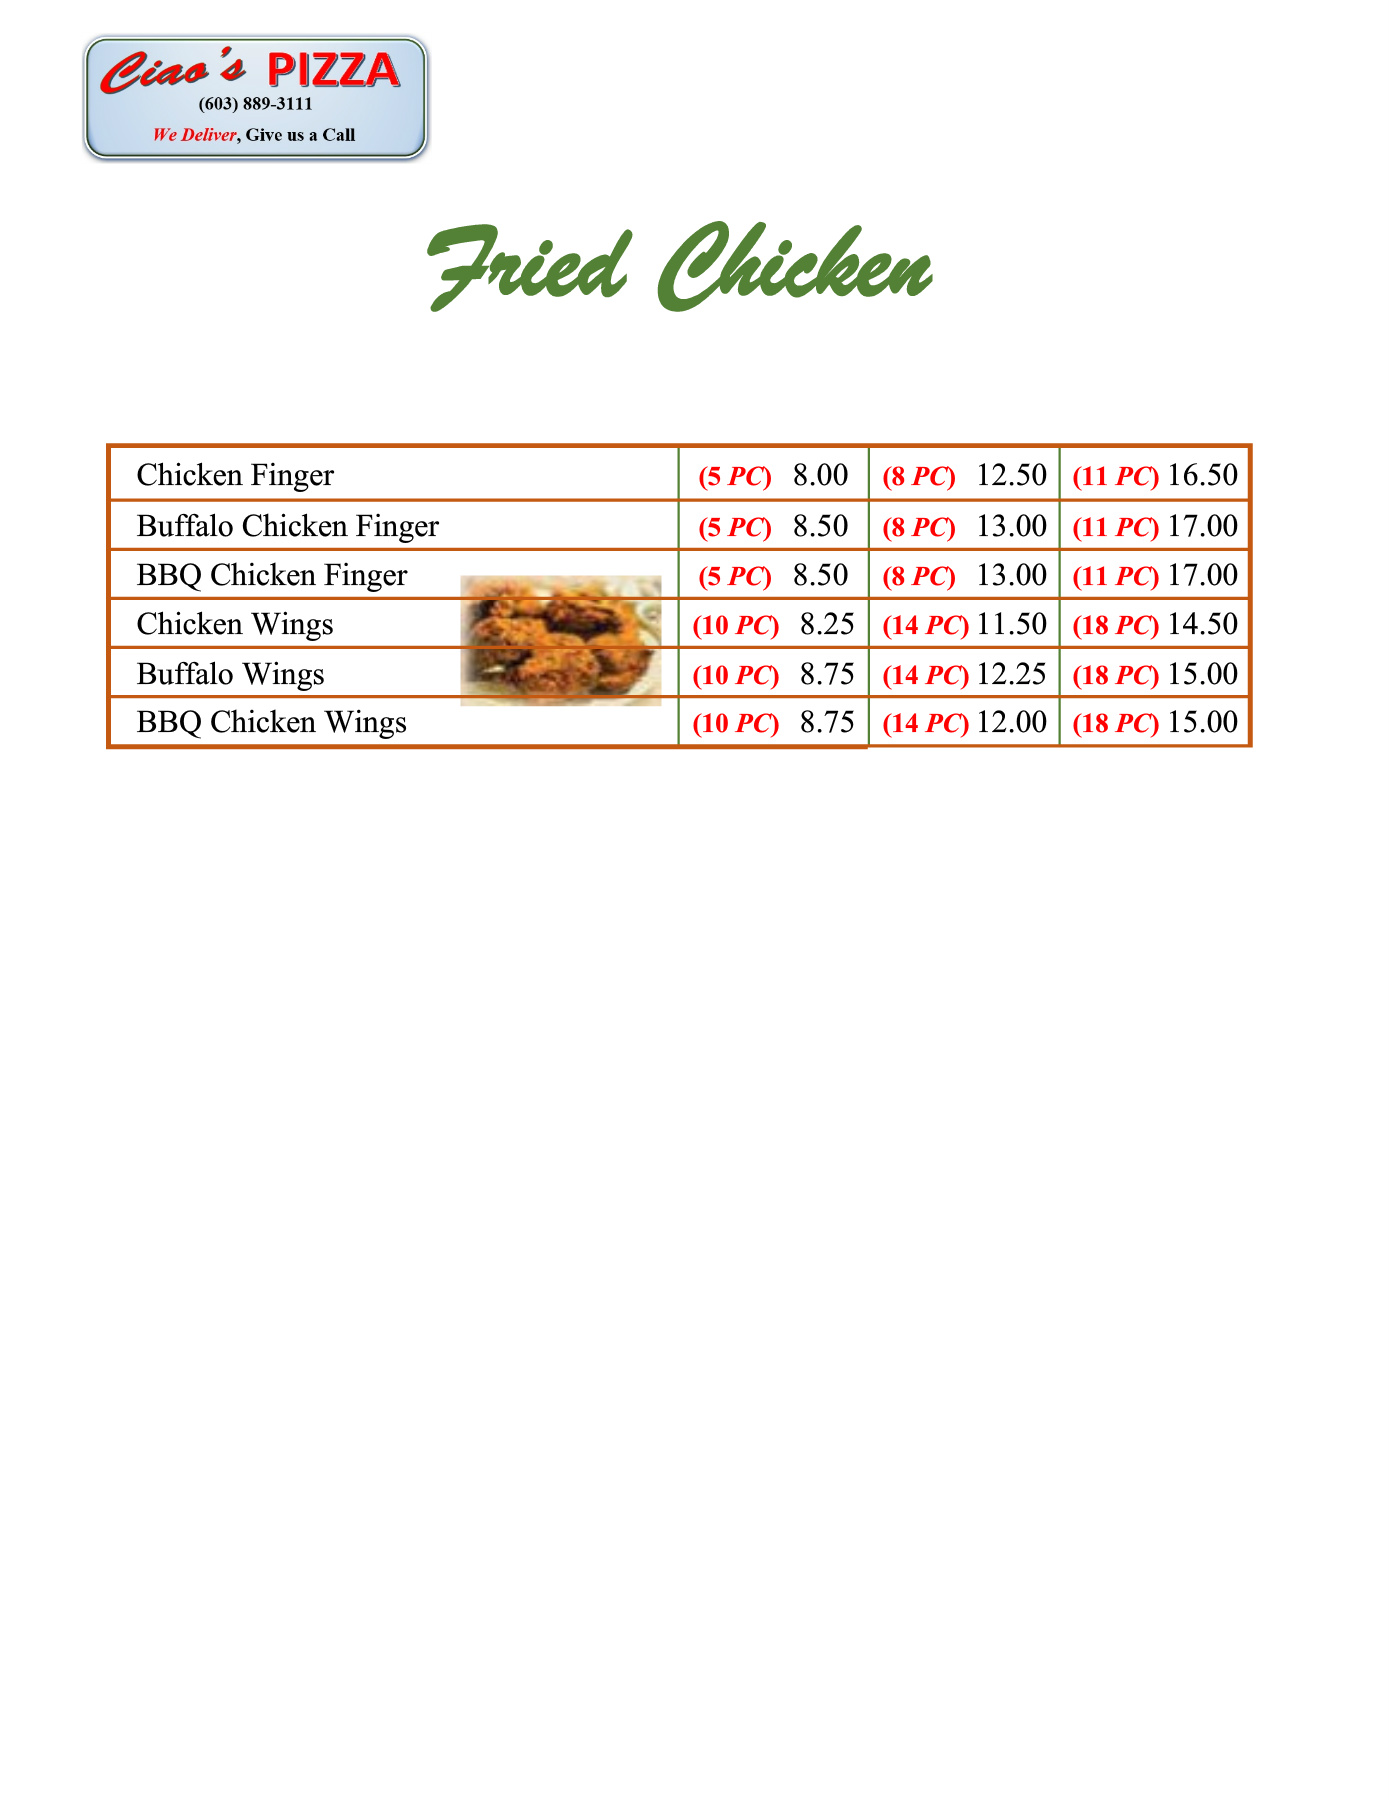 Ciao's PIZZA
(603) 889-3111
We Deliver, Give us a Call
Fried Chicken
Chicken Finger (5 PC) 8.00 (8 PC) 12.50 (11 PC) 16.50
Buffalo Chicken Finger (5 PC) 8.50 (8 PC) 13.00 (11 PC) 17.00
BBQ Chicken Finger (5 PC) 8.50 (8 PC) 13.00 (11 PC) 17.00
Chicken Wings (10 PC) 8.25 (14 PC) 11.50 (18 PC) 14.50
Buffalo Wings (10 PC) 8.75 (14 PC) 12.25 (18 PC) 15.00
BBQ Chicken Wings (10 PC) 8.75 (14 PC) 12.00 (18 PC) 15.00